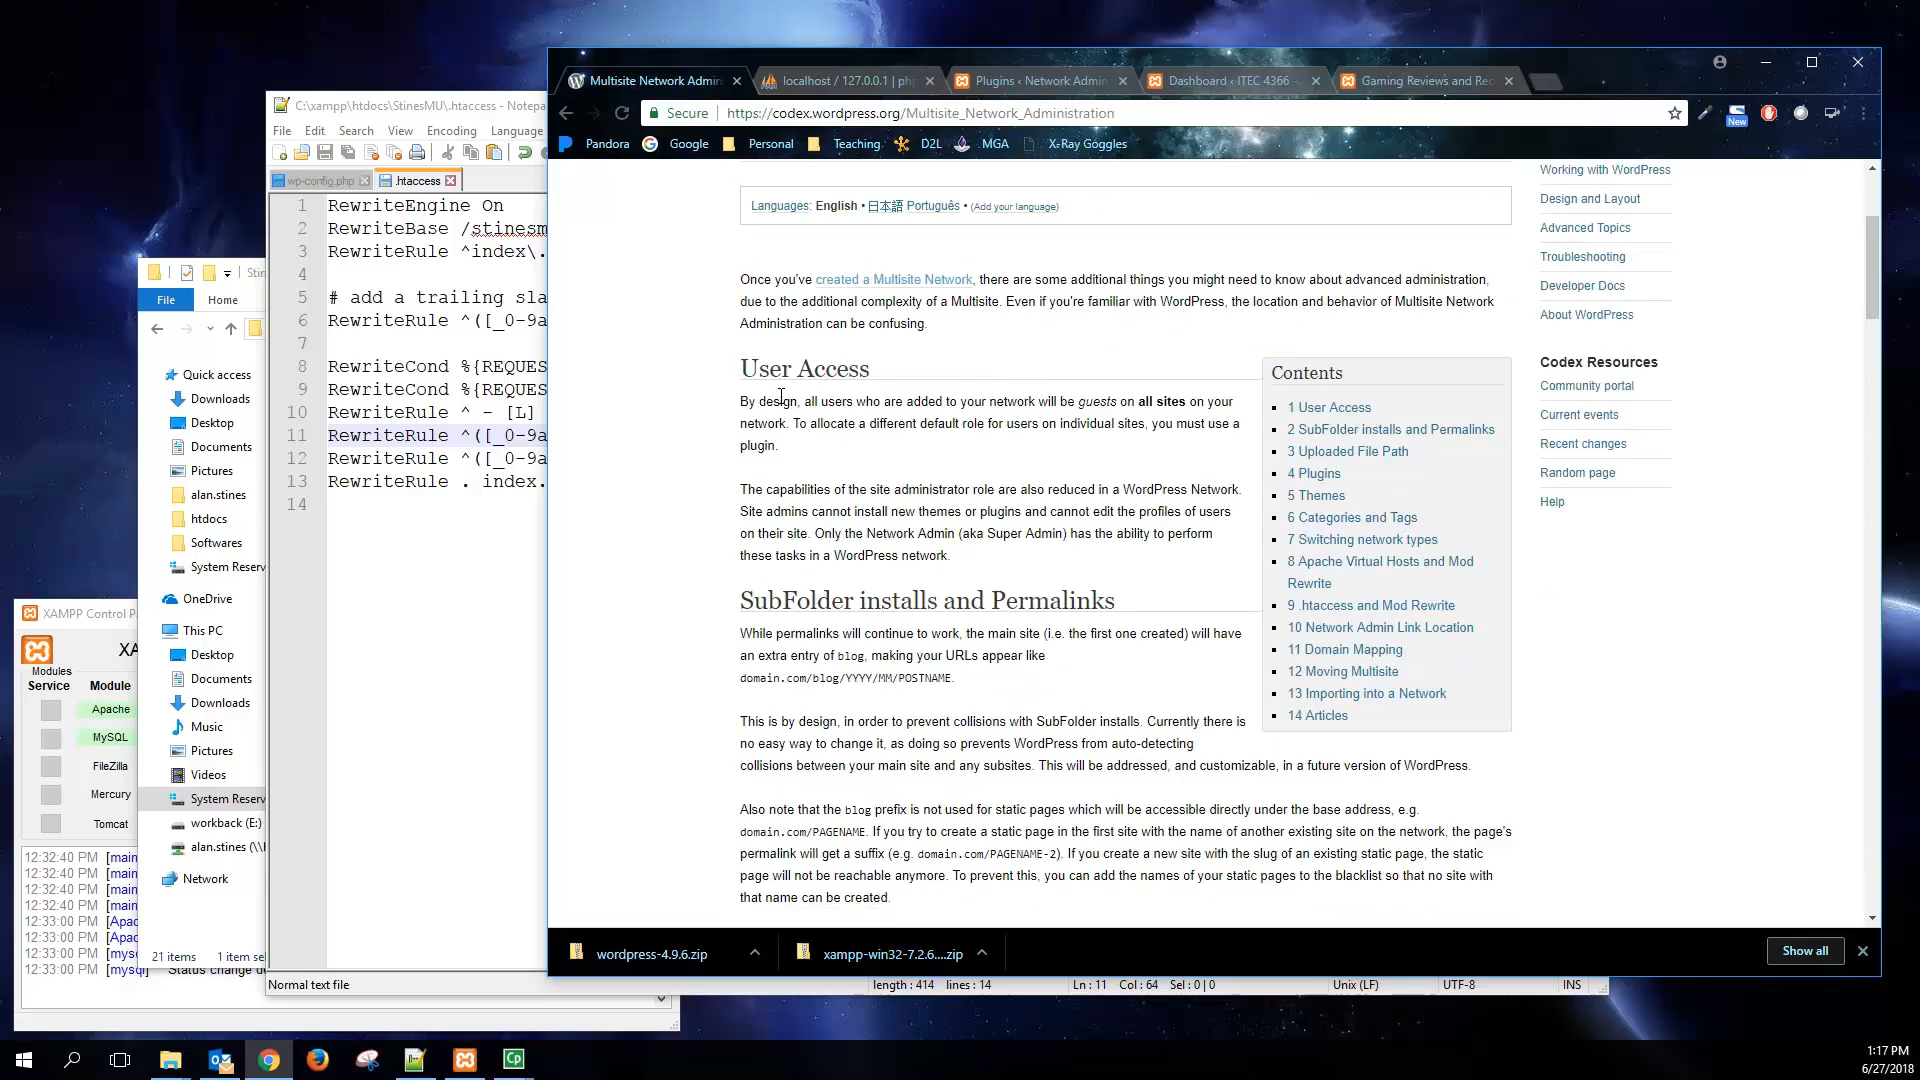 Multisite Network Admin
localhost / 127.0.0.1 | php
Plugins ‹ Network Admin
Dashboard ‹ ITEC 4366 -
Gaming Reviews and Rec
Secure
https://codex.wordpress.org/Multisite_Network_Administration
New
Pandora
Google
Personal
Teaching
D2L
MGA
X-Ray Goggles
C:\xampp\htdocs\StinesMU\.htaccess - Notepa
File Edit Search View Encoding Language
wp-config.php
.htaccess
1 RewriteEngine On
2 RewriteBase /stinesm
3 RewriteRule ^index\.
4
5 # add a trailing sla
6 RewriteRule ^([_0-9a
7
8 RewriteCond %{REQUES
9 RewriteCond %{REQUES
10 RewriteRule ^ - [L]
11 RewriteRule ^([_0-9a
12 RewriteRule ^([_0-9a
13 RewriteRule . index.
14
Normal text file
length : 414 lines : 14
Ln : 11 Col : 64 Sel : 0 | 0
Unix (LF)
UTF-8
INS
Stin
File
Home
Quick access
Downloads
Desktop
Documents
Pictures
alan.stines
htdocs
Softwares
System Reserv
OneDrive
This PC
Desktop
Documents
Downloads
Music
Pictures
Videos
System Reserv
workback (E:)
alan.stines (\\
Network
21 items 1 item se
XAMPP Control P
XA
Modules
Service
Module
Apache
MySQL
FileZilla
Mercury
Tomcat
12:32:40 PM [main
12:32:40 PM [main
12:32:40 PM [main
12:32:40 PM [main
12:33:00 PM [Apac
12:33:00 PM [Apac
12:33:00 PM [mysq
12:33:00 PM [mysql] Status change de
Languages: English • 日本語 Português • (Add your language)
Once you've created a Multisite Network, there are some additional things you might need to know about advanced administration,
due to the additional complexity of a Multisite. Even if you're familiar with WordPress, the location and behavior of Multisite Network
Administration can be confusing.
User Access
By design, all users who are added to your network will be guests on all sites on your
network. To allocate a different default role for users on individual sites, you must use a
plugin.
The capabilities of the site administrator role are also reduced in a WordPress Network.
Site admins cannot install new themes or plugins and cannot edit the profiles of users
on their site. Only the Network Admin (aka Super Admin) has the ability to perform
these tasks in a WordPress network.
SubFolder installs and Permalinks
While permalinks will continue to work, the main site (i.e. the first one created) will have
an extra entry of blog, making your URLs appear like
domain.com/blog/YYYY/MM/POSTNAME.
This is by design, in order to prevent collisions with SubFolder installs. Currently there is
no easy way to change it, as doing so prevents WordPress from auto-detecting
collisions between your main site and any subsites. This will be addressed, and customizable, in a future version of WordPress.
Also note that the blog prefix is not used for static pages which will be accessible directly under the base address, e.g.
domain.com/PAGENAME. If you try to create a static page in the first site with the name of another existing site on the network, the page's
permalink will get a suffix (e.g. domain.com/PAGENAME-2). If you create a new site with the slug of an existing static page, the static
page will not be reachable anymore. To prevent this, you can add the names of your static pages to the blacklist so that no site with
that name can be created.
Contents
1 User Access
2 SubFolder installs and Permalinks
3 Uploaded File Path
4 Plugins
5 Themes
6 Categories and Tags
7 Switching network types
8 Apache Virtual Hosts and Mod
Rewrite
9 .htaccess and Mod Rewrite
10 Network Admin Link Location
11 Domain Mapping
12 Moving Multisite
13 Importing into a Network
14 Articles
Working with WordPress
Design and Layout
Advanced Topics
Troubleshooting
Developer Docs
About WordPress
Codex Resources
Community portal
Current events
Recent changes
Random page
Help
wordpress-4.9.6.zip
xampp-win32-7.2.6....zip
Show all
Cp
1:17 PM
6/27/2018